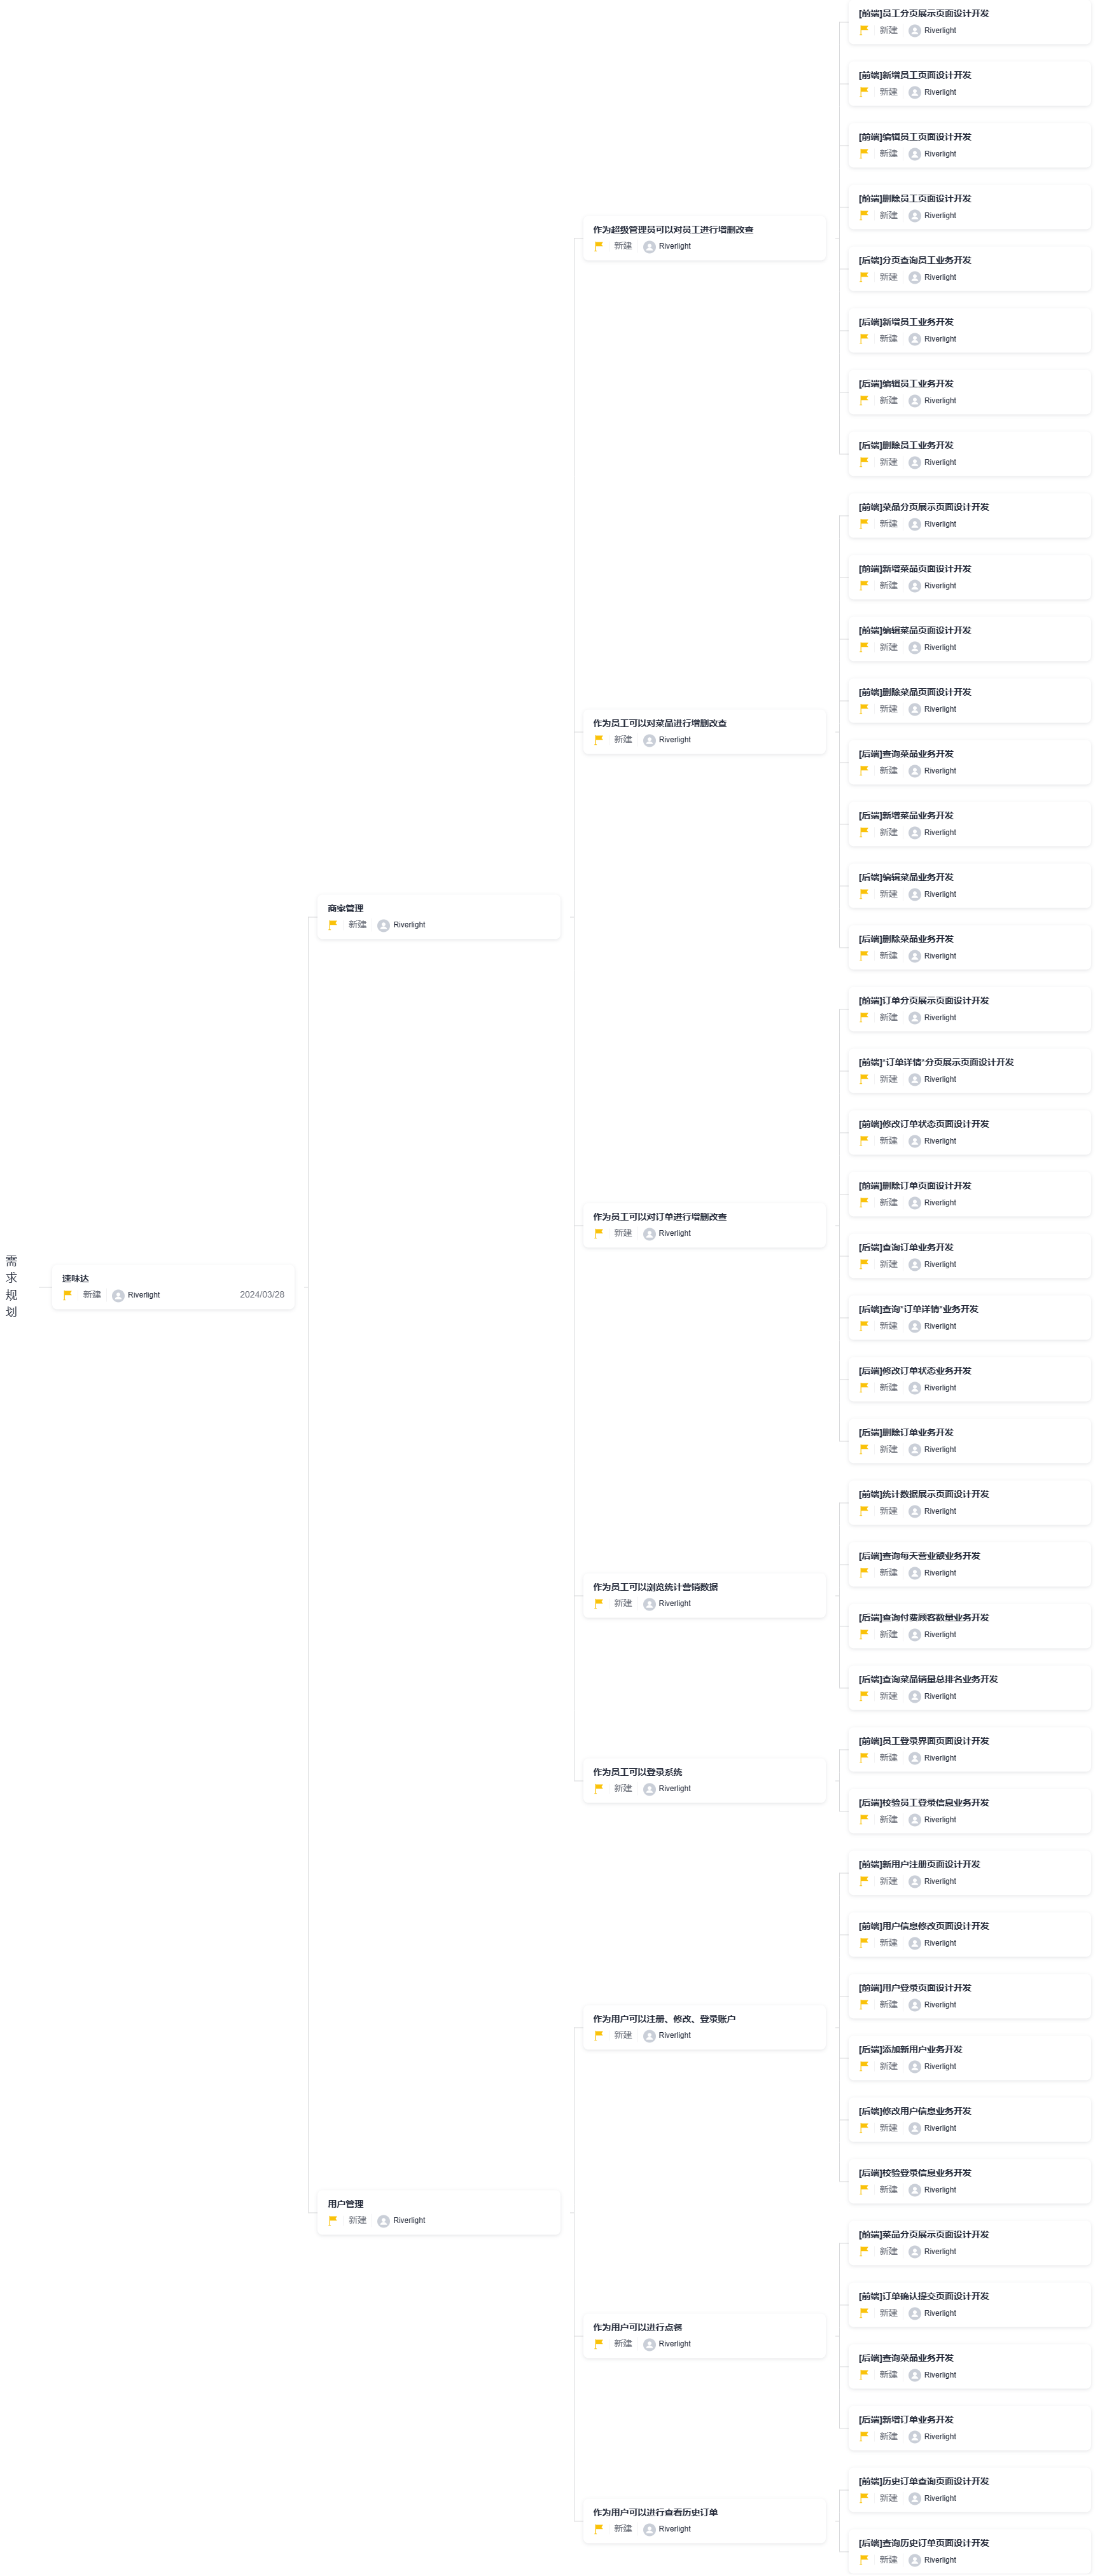 需
求
规
划
速味达
新建 Riverlight 2024/03/28
商家管理
新建 Riverlight
作为超级管理员可以对员工进行增删改查
新建 Riverlight
[前端]员工分页展示页面设计开发
新建 Riverlight
[前端]新增员工页面设计开发
新建 Riverlight
[前端]编辑员工页面设计开发
新建 Riverlight
[前端]删除员工页面设计开发
新建 Riverlight
[后端]分页查询员工业务开发
新建 Riverlight
[后端]新增员工业务开发
新建 Riverlight
[后端]编辑员工业务开发
新建 Riverlight
[后端]删除员工业务开发
新建 Riverlight
作为员工可以对菜品进行增删改查
新建 Riverlight
[前端]菜品分页展示页面设计开发
新建 Riverlight
[前端]新增菜品页面设计开发
新建 Riverlight
[前端]编辑菜品页面设计开发
新建 Riverlight
[前端]删除菜品页面设计开发
新建 Riverlight
[后端]查询菜品业务开发
新建 Riverlight
[后端]新增菜品业务开发
新建 Riverlight
[后端]编辑菜品业务开发
新建 Riverlight
[后端]删除菜品业务开发
新建 Riverlight
作为员工可以对订单进行增删改查
新建 Riverlight
[前端]订单分页展示页面设计开发
新建 Riverlight
[前端]"订单详情"分页展示页面设计开发
新建 Riverlight
[前端]修改订单状态页面设计开发
新建 Riverlight
[前端]删除订单页面设计开发
新建 Riverlight
[后端]查询订单业务开发
新建 Riverlight
[后端]查询"订单详情"业务开发
新建 Riverlight
[后端]修改订单状态业务开发
新建 Riverlight
[后端]删除订单业务开发
新建 Riverlight
作为员工可以浏览统计营销数据
新建 Riverlight
[前端]统计数据展示页面设计开发
新建 Riverlight
[后端]查询每天营业额业务开发
新建 Riverlight
[后端]查询付费顾客数量业务开发
新建 Riverlight
[后端]查询菜品销量总排名业务开发
新建 Riverlight
作为员工可以登录系统
新建 Riverlight
[前端]员工登录界面页面设计开发
新建 Riverlight
[后端]校验员工登录信息业务开发
新建 Riverlight
用户管理
新建 Riverlight
作为用户可以注册、修改、登录账户
新建 Riverlight
[前端]新用户注册页面设计开发
新建 Riverlight
[前端]用户信息修改页面设计开发
新建 Riverlight
[前端]用户登录页面设计开发
新建 Riverlight
[后端]添加新用户业务开发
新建 Riverlight
[后端]修改用户信息业务开发
新建 Riverlight
[后端]校验登录信息业务开发
新建 Riverlight
作为用户可以进行点餐
新建 Riverlight
[前端]菜品分页展示页面设计开发
新建 Riverlight
[前端]订单确认提交页面设计开发
新建 Riverlight
[后端]查询菜品业务开发
新建 Riverlight
[后端]新增订单业务开发
新建 Riverlight
作为用户可以进行查看历史订单
新建 Riverlight
[前端]历史订单查询页面设计开发
新建 Riverlight
[后端]查询历史订单页面设计开发
新建 Riverlight